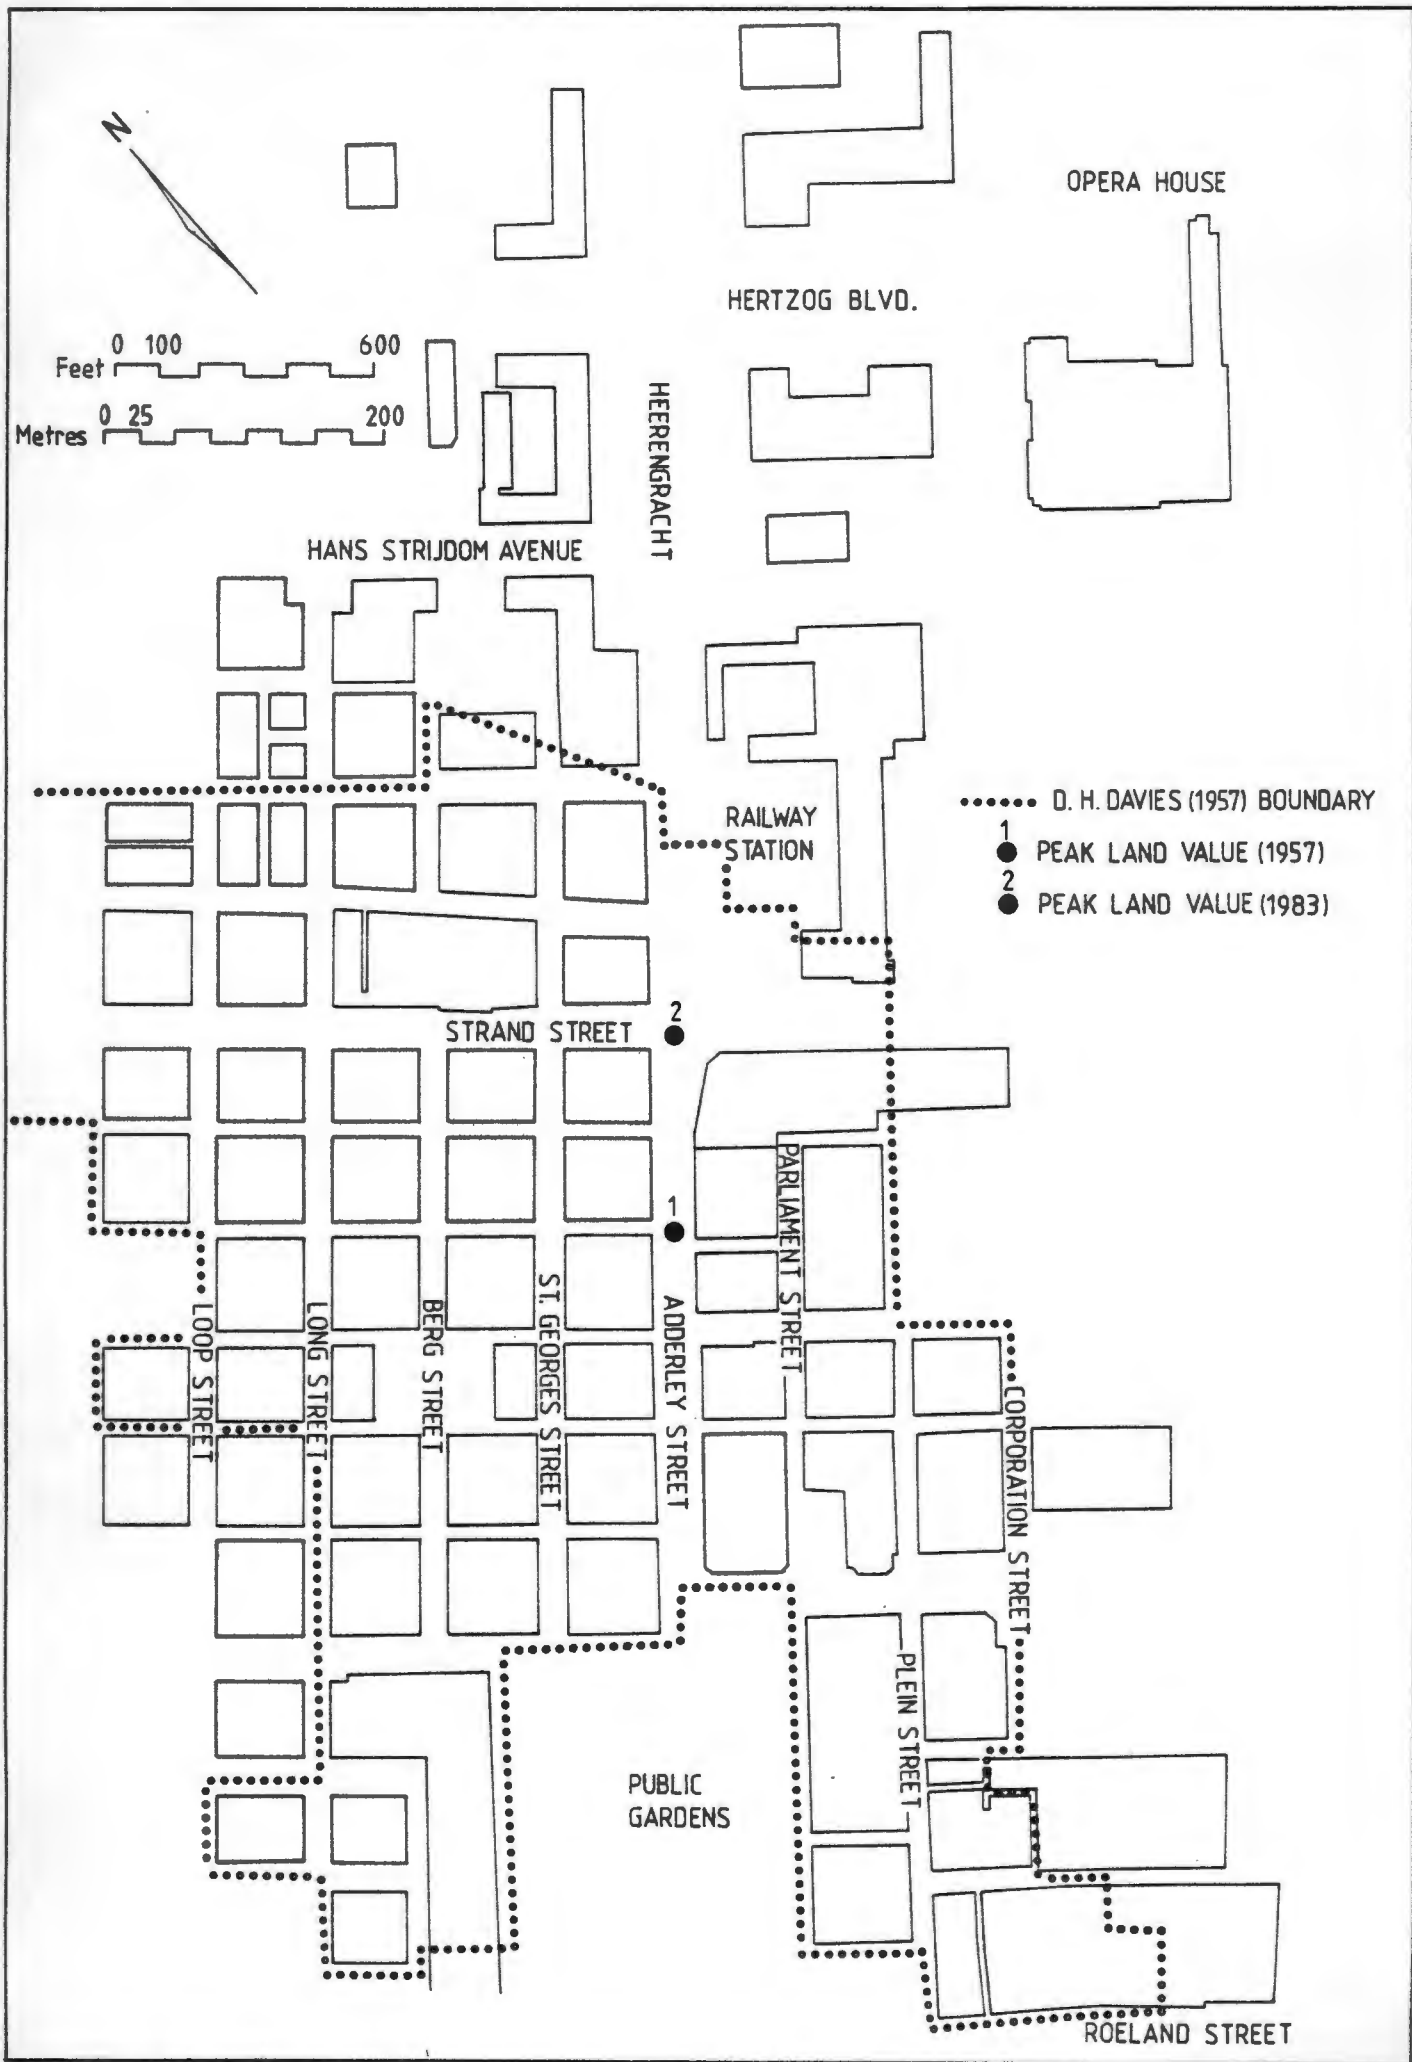 N
OPERA HOUSE
HERTZOG BLVD.
0 100 600
Feet
0 25 200
Metres
HEERENGRACHT
HANS STRIJDOM AVENUE
RAILWAY
STATION
D. H. DAVIES (1957) BOUNDARY
1
PEAK LAND VALUE (1957)
2
PEAK LAND VALUE (1983)
2
STRAND STREET
1
PARLIAMENT STREET
LOOP STREET
LONG STREET
BERG STREET
ST. GEORGES STREET
ADDERLEY STREET
CORPORATION STREET
PLEIN STREET
PUBLIC
GARDENS
ROELAND STREET